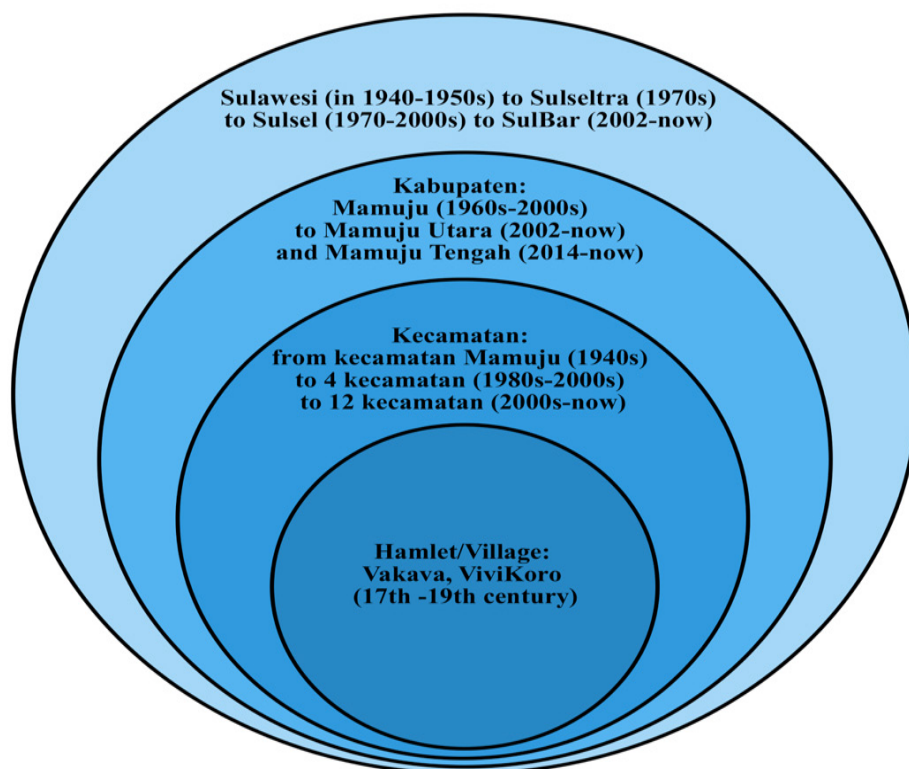 Sulawesi (in 1940-1950s) to Sulseltra (1970s)
to Sulsel (1970-2000s) to SulBar (2002-now)
Kabupaten:
Mamuju (1960s-2000s)
to Mamuju Utara (2002-now)
and Mamuju Tengah (2014-now)
Kecamatan:
from kecamatan Mamuju (1940s)
to 4 kecamatan (1980s-2000s)
to 12 kecamatan (2000s-now)
Hamlet/Village:
Vakava, ViviKoro
(17th -19th century)